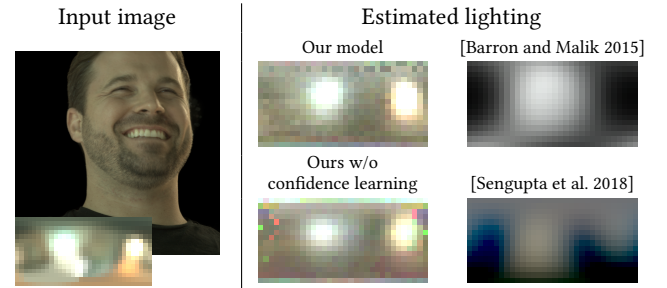 Input image
Estimated lighting
Our model
[Barron and Malik 2015]
Ours w/o
confidence learning
[Sengupta et al. 2018]